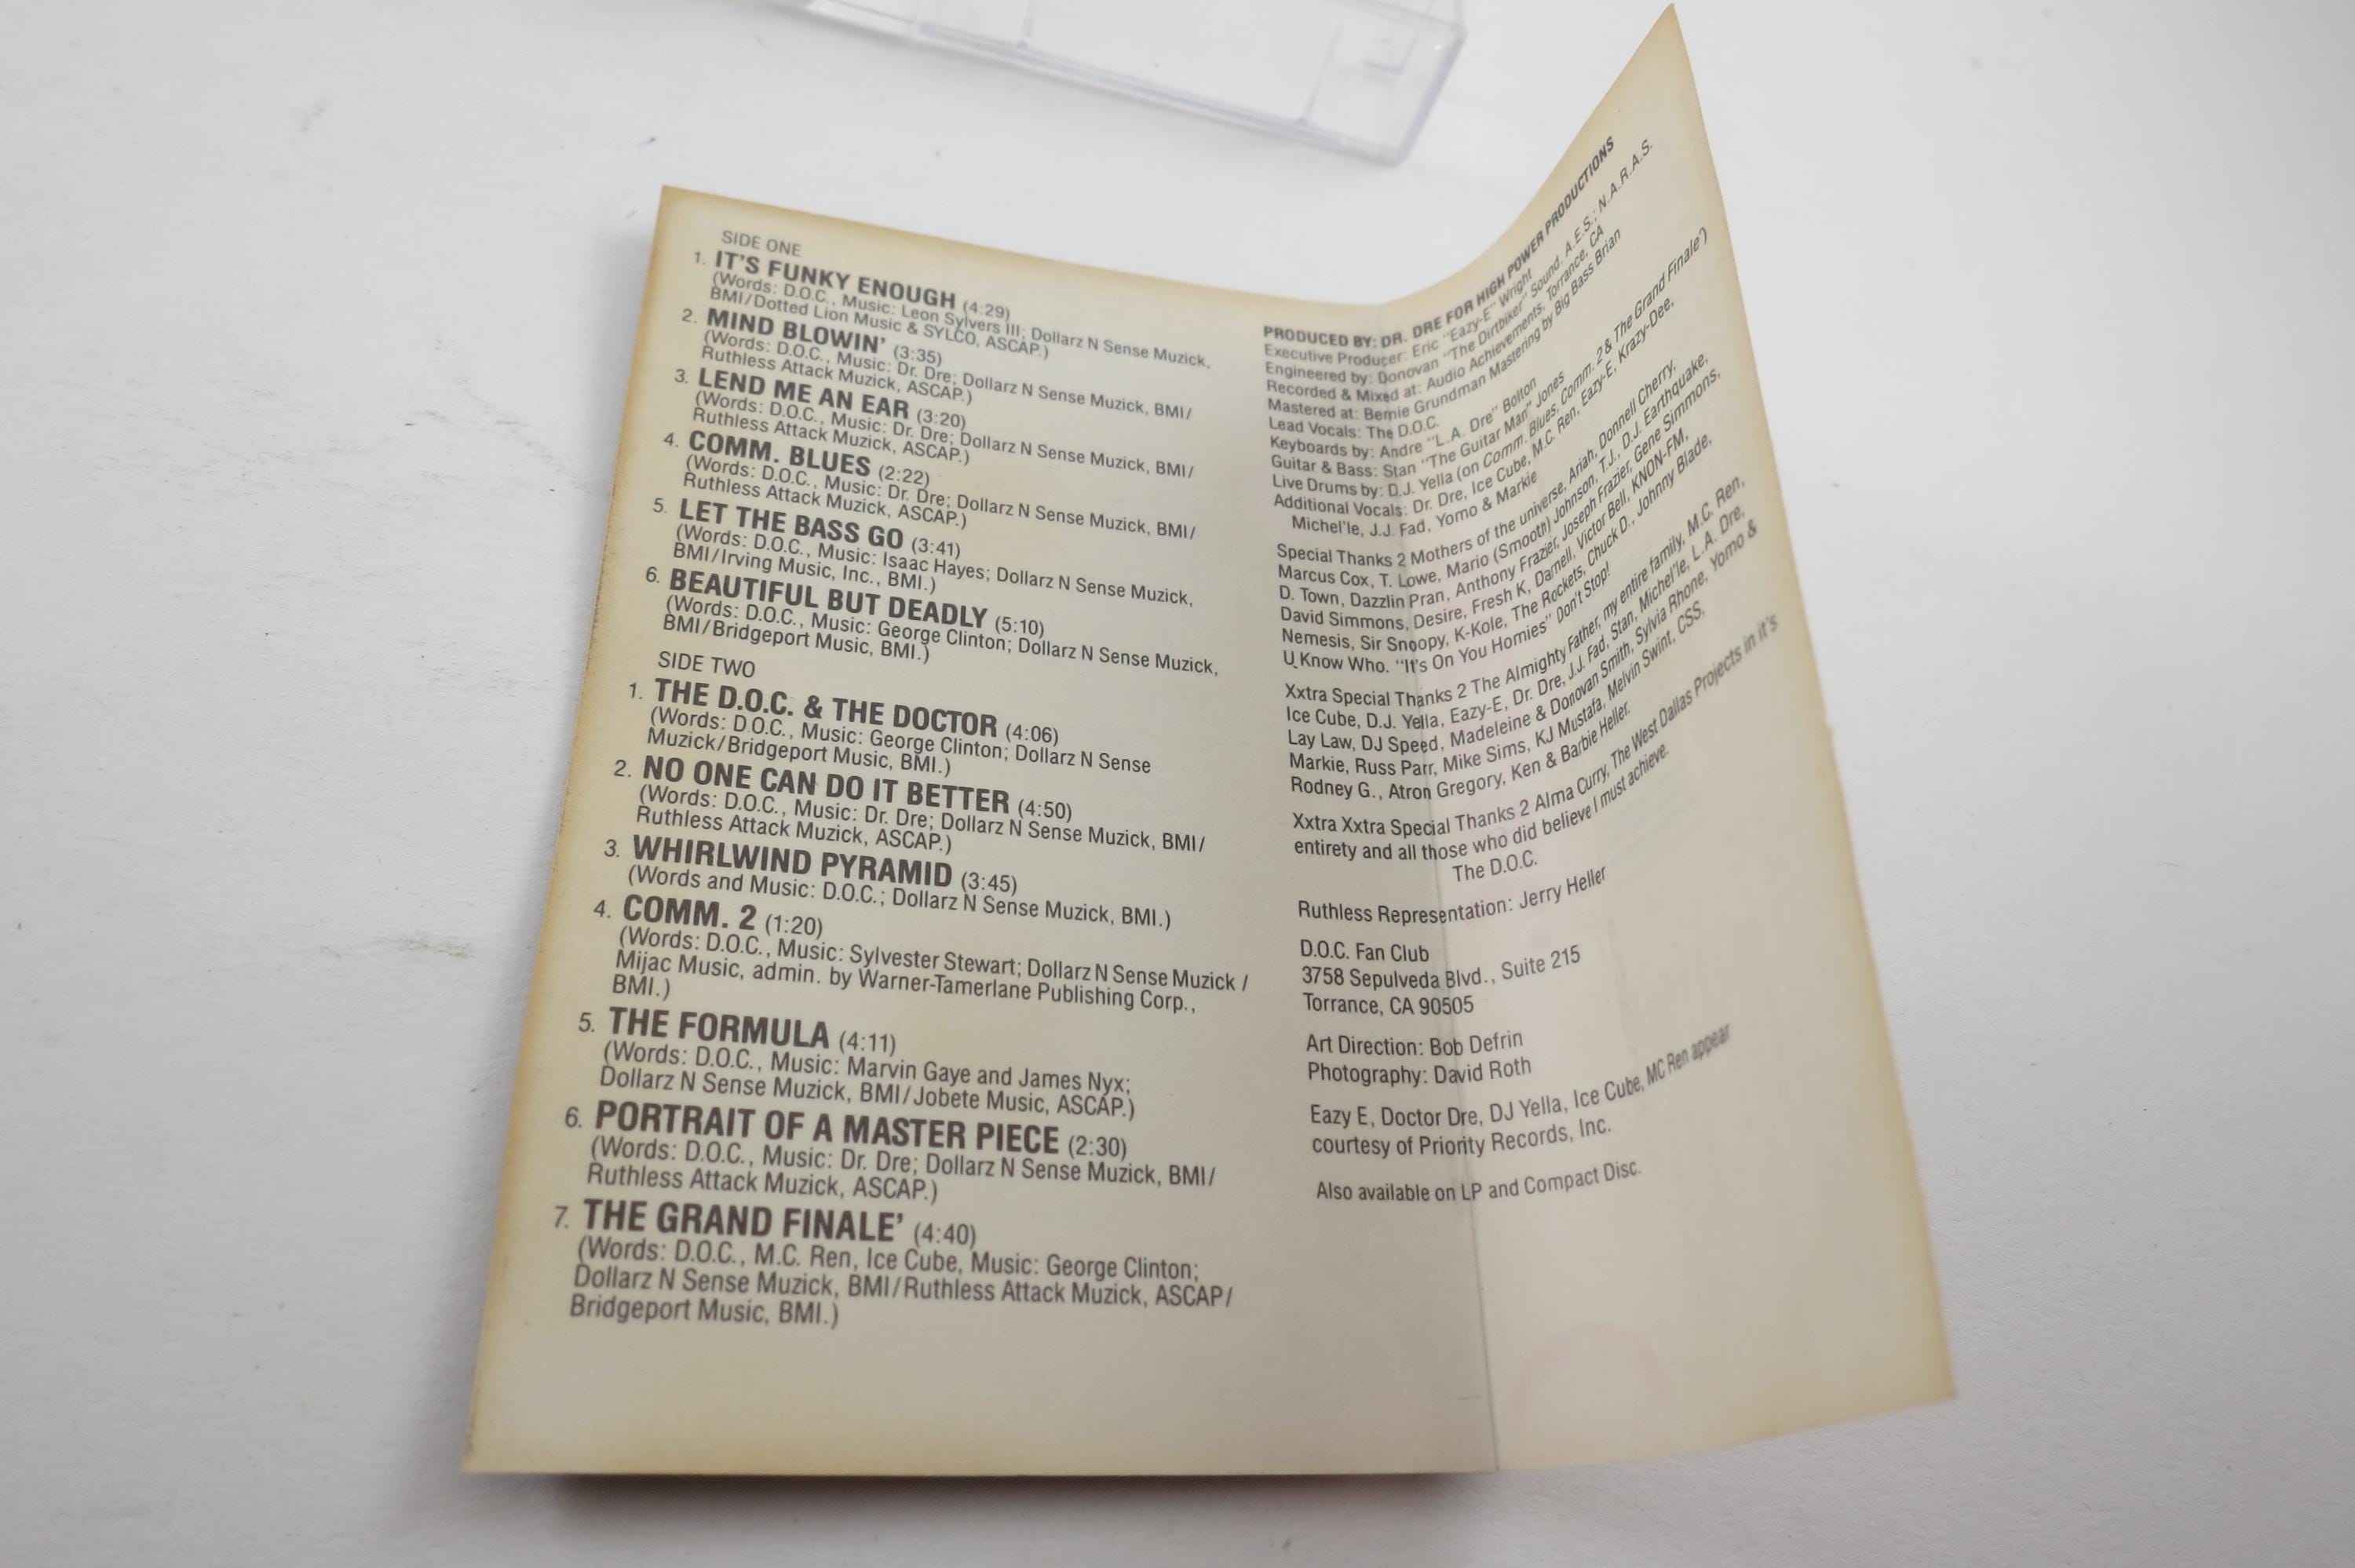 SIDE ONE
1. IT'S FUNKY ENOUGH (4:29)
(Words: D.O.C., Music: Leon Sylvers III; Dollarz N Sense Muzick,
BMI/Dotted Lion Music & SYLCO, ASCAP.)
2. MIND BLOWIN' (3:35)
(Words: D.O.C., Music: Dr. Dre; Dollarz N Sense Muzick, BMI/
Ruthless Attack Muzick, ASCAP.)
3. LEND ME AN EAR (3:20)
(Words: D.O.C., Music: Dr. Dre; Dollarz N Sense Muzick, BMI/
Ruthless Attack Muzick, ASCAP.)
4. COMM. BLUES (2:22)
(Words: D.O.C., Music: Dr. Dre; Dollarz N Sense Muzick, BMI/
Ruthless Attack Muzick, ASCAP.)
5. LET THE BASS GO (3:41)
(Words: D.O.C., Music: Isaac Hayes; Dollarz N Sense Muzick,
BMI/Irving Music, Inc., BMI.)
6. BEAUTIFUL BUT DEADLY (5:10)
(Words: D.O.C., Music: George Clinton; Dollarz N Sense Muzick,
BMI/Bridgeport Music, BMI.)
SIDE TWO
1. THE D.O.C. & THE DOCTOR (4:06)
(Words: D.O.C., Music: George Clinton; Dollarz N Sense
Muzick/Bridgeport Music, BMI.)
2. NO ONE CAN DO IT BETTER (4:50)
(Words: D.O.C., Music: Dr. Dre; Dollarz N Sense Muzick, BMI/
Ruthless Attack Muzick, ASCAP.)
3. WHIRLWIND PYRAMID (3:45)
(Words and Music: D.O.C.; Dollarz N Sense Muzick, BMI.)
4. COMM. 2 (1:20)
(Words: D.O.C., Music: Sylvester Stewart; Dollarz N Sense Muzick /
Mijac Music, admin. by Warner-Tamerlane Publishing Corp.,
BMI.)
5. THE FORMULA (4:11)
(Words: D.O.C., Music: Marvin Gaye and James Nyx;
Dollarz N Sense Muzick, BMI/Jobete Music, ASCAP.)
6. PORTRAIT OF A MASTER PIECE (2:30)
(Words: D.O.C., Music: Dr. Dre; Dollarz N Sense Muzick, BMI/
Ruthless Attack Muzick, ASCAP.)
7. THE GRAND FINALE' (4:40)
(Words: D.O.C., M.C. Ren, Ice Cube, Music: George Clinton;
Dollarz N Sense Muzick, BMI/Ruthless Attack Muzick, ASCAP/
Bridgeport Music, BMI.)
PRODUCED BY: DR. DRE FOR HIGH POWER PRODUCTIONS
Executive Producer: Eric "Eazy-E" Wright
Engineered by: Donovan "The Dirtbiker" Sound. A.E.S.; N.A.R.A.S.
Recorded & Mixed at: Audio Achievements, Torrance, CA
Mastered at: Bernie Grundman Mastering by Big Bass Brian
Lead Vocals: The D.O.C.
Keyboards by: Andre "L.A. Dre" Bolton
Guitar & Bass: Stan "The Guitar Man" Jones
Live Drums by: D.J. Yella (on Comm. Blues; Comm. 2 & The Grand Finale')
Additional Vocals: Dr. Dre, Ice Cube, M.C. Ren, Eazy-E, Krazy-Dee,
Michel'le, J.J. Fad, Yomo & Markie
Special Thanks 2 Mothers of the universe, Ariah, Donnell Cherry,
Marcus Cox, T. Lowe, Mario (Smooth) Johnson, T.J., D.J. Earthquake,
D. Town, Dazzlin Pran, Anthony Frazier, Joseph Frazier, Gene Simmons,
David Simmons, Desire, Fresh K, Darnell, Victor Bell, KNON-FM,
Nemesis, Sir Snoopy, K-Kole, The Rockets, Chuck D., Johnny Blade,
U Know Who. "It's On You Homies" Don't Stop!
Xxtra Special Thanks 2 The Almighty Father, my entire family, M.C. Ren,
Ice Cube, D.J. Yella, Eazy-E, Dr. Dre, J.J. Fad, Stan, Michel'le, L.A. Dre,
Lay Law, DJ Speed, Madeleine & Donovan Smith, Sylvia Rhone, Yomo &
Markie, Russ Parr, Mike Sims, KJ Mustafa, Melvin Swint, CSS,
Rodney G., Atron Gregory, Ken & Barbie Heller.
Xxtra Xxtra Special Thanks 2 Alma Curry, The West Dallas Projects in it's
entirety and all those who did believe I must achieve.
The D.O.C.
Ruthless Representation: Jerry Heller
D.O.C. Fan Club
3758 Sepulveda Blvd., Suite 215
Torrance, CA 90505
Art Direction: Bob Defrin
Photography: David Roth
Eazy E, Doctor Dre, DJ Yella, Ice Cube, MC Ren appear
courtesy of Priority Records, Inc.
Also available on LP and Compact Disc.